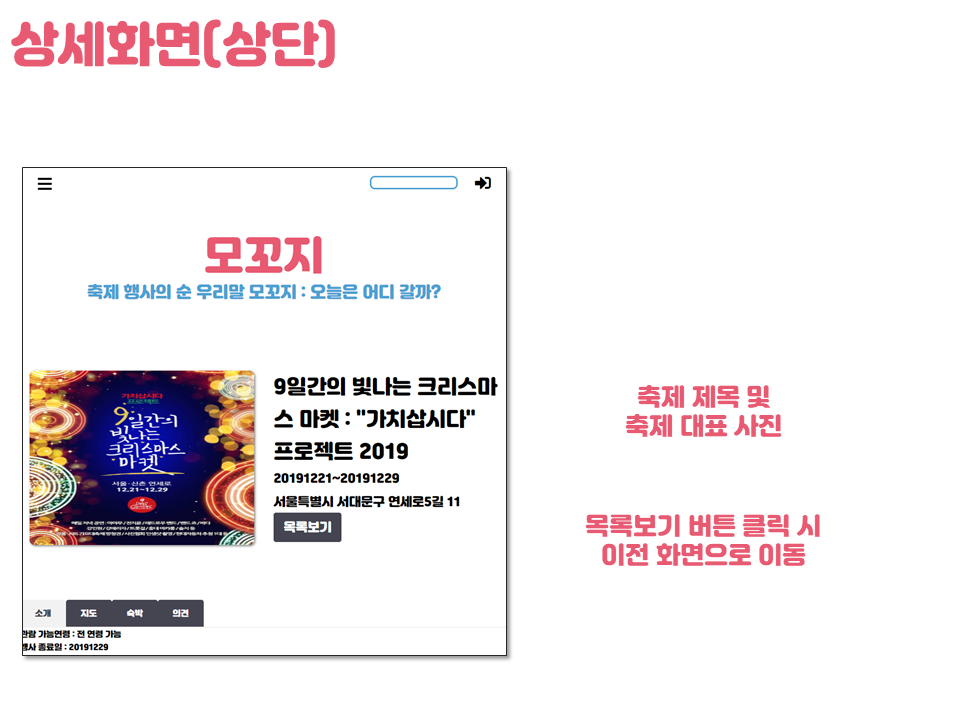 상세화면(상단)
모꼬지
축제 행사의 순 우리말 모꼬지 : 오늘은 어디 갈까?
가치삽시다
프로젝트
9일간의
빛나는
크리스마스
마켓
서울·신촌 연세로
12.21~12.29
9일간의 빛나는 크리스마
스 마켓 : "가치삽시다"
프로젝트 2019
20191221~20191229
서울특별시 서대문구 연세로5길 11
목록보기
축제 제목 및
축제 대표 사진
목록보기 버튼 클릭 시
이전 화면으로 이동
소개 지도 숙박 의견
관람 가능연령 : 전 연령 가능
행사 종료일 : 20191229